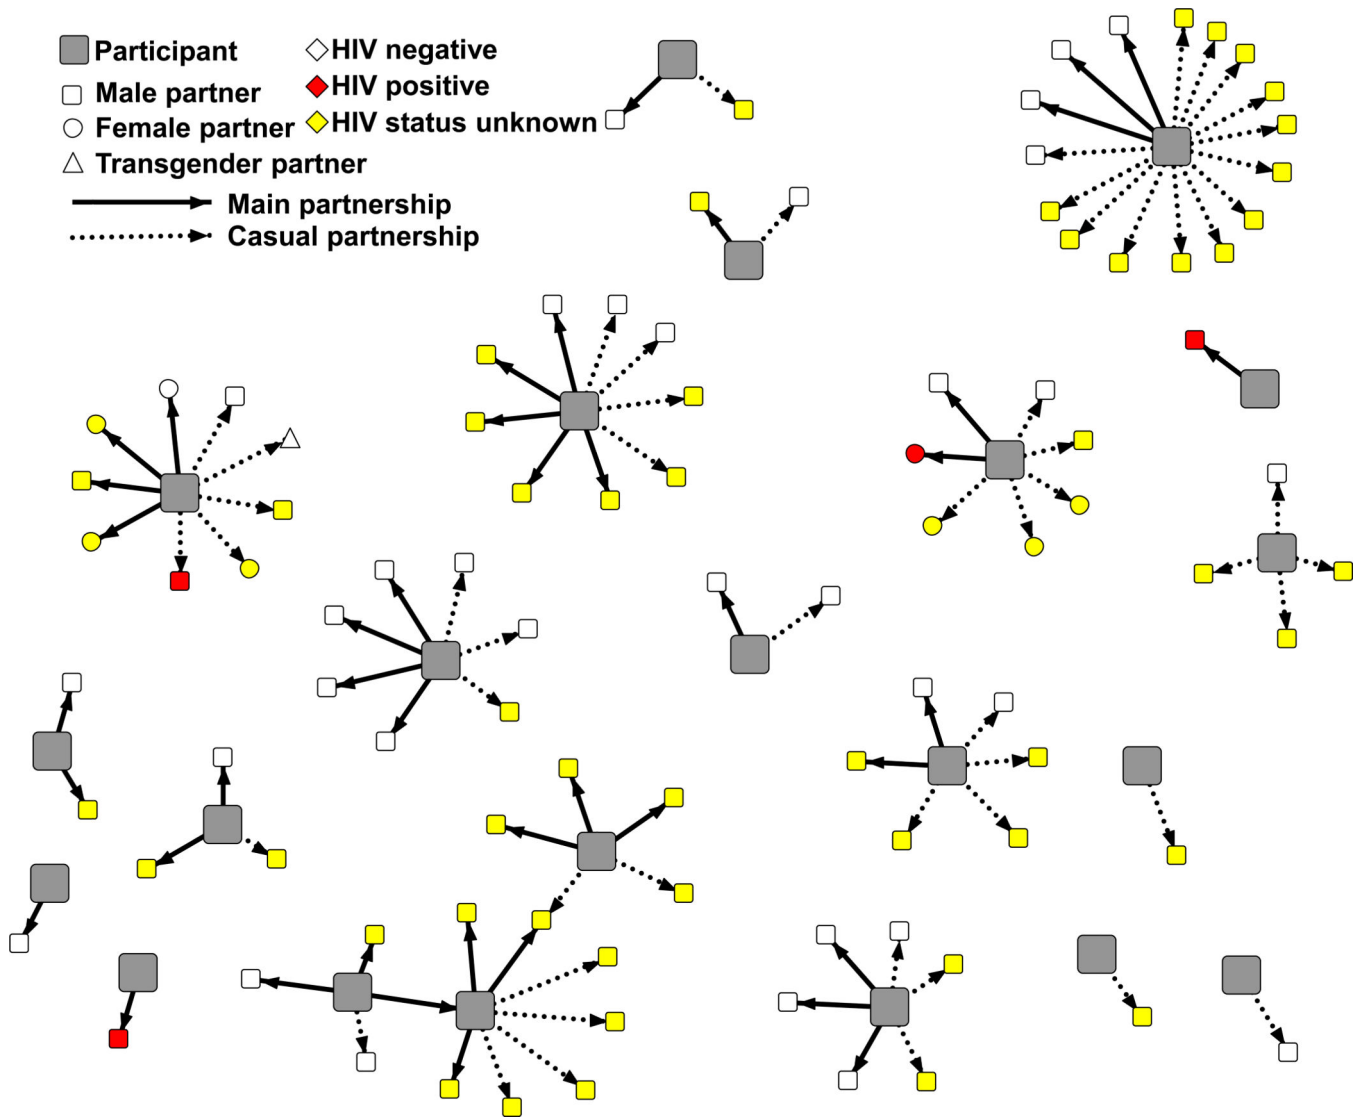 Participant
HIV negative
Male partner
HIV positive
Female partner
HIV status unknown
Transgender partner
Main partnership
Casual partnership